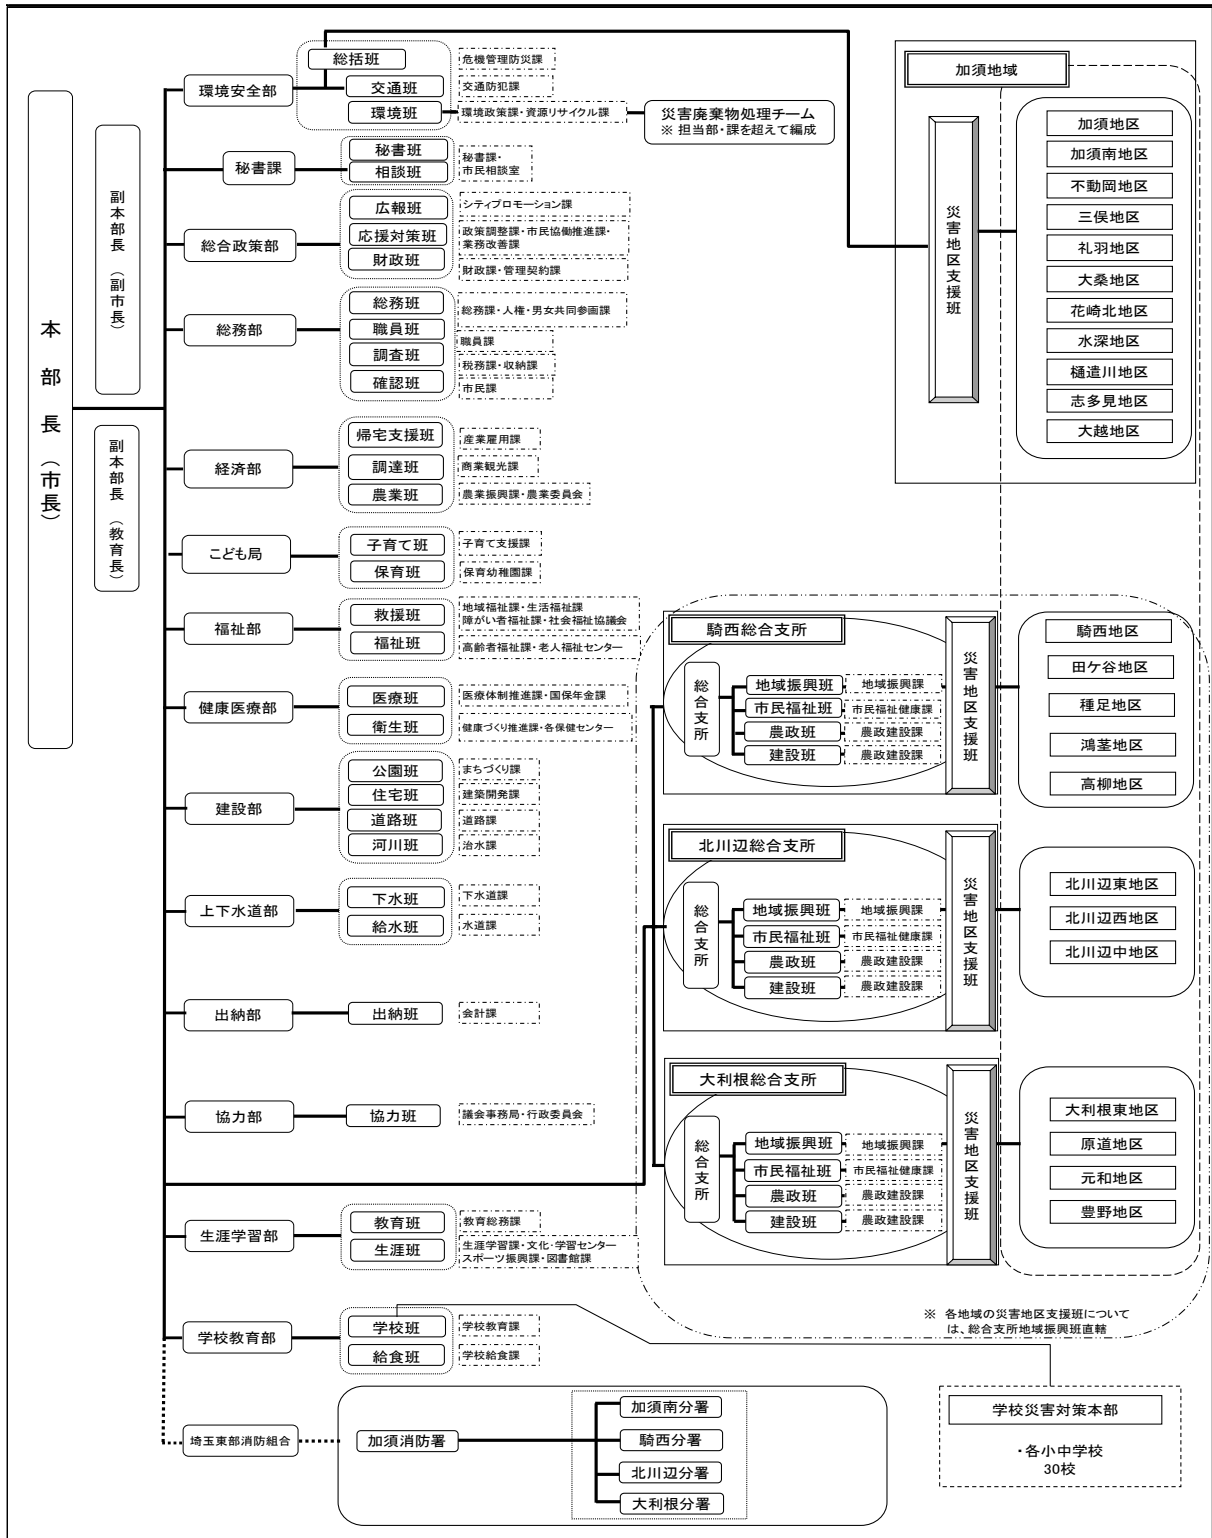 本部長（市長）
副本部長（副市長）
副本部長（教育長）
環境安全部
総括班
危機管理防災課
交通班
交通防犯課
環境班
環境政策課・資源リサイクル課
災害廃棄物処理チーム
※ 担当部・課を超えて編成
秘書課
秘書班
相談班
秘書課・
市民相談室
総合政策部
広報班
シティプロモーション課
応援対策班
政策調整課・市民協働推進課・
業務改善課
財政班
財政課・管理契約課
総務部
総務班
総務課・人権・男女共同参画課
職員班
職員課
調査班
税務課・収納課
確認班
市民課
経済部
帰宅支援班
産業雇用課
調達班
商業観光課
農業班
農業振興課・農業委員会
こども局
子育て班
子育て支援課
保育班
保育幼稚園課
福祉部
救援班
地域福祉課・生活福祉課
障がい者福祉課・社会福祉協議会
福祉班
高齢者福祉課・老人福祉センター
健康医療部
医療班
医療体制推進課・国保年金課
衛生班
健康づくり推進課・各保健センター
建設部
公園班
まちづくり課
住宅班
建築開発課
道路班
道路課
河川班
治水課
上下水道部
下水班
下水道課
給水班
水道課
出納部
出納班
会計課
協力部
協力班
議会事務局・行政委員会
生涯学習部
教育班
教育総務課
生涯班
生涯学習課・文化・学習センター
スポーツ振興課・図書館課
学校教育部
学校班
学校教育課
給食班
学校給食課
埼玉東部消防組合
加須消防署
加須南分署
騎西分署
北川辺分署
大利根分署
加須地域
災害地区支援班
加須地区
加須南地区
不動岡地区
三俣地区
礼羽地区
大桑地区
花崎北地区
水深地区
樋遣川地区
志多見地区
大越地区
騎西総合支所
総合支所
地域振興班
地域振興課
市民福祉班
市民福祉健康課
農政班
農政建設課
建設班
農政建設課
災害地区支援班
騎西地区
田ケ谷地区
種足地区
鴻茎地区
高柳地区
北川辺総合支所
総合支所
地域振興班
地域振興課
市民福祉班
市民福祉健康課
農政班
農政建設課
建設班
農政建設課
災害地区支援班
北川辺東地区
北川辺西地区
北川辺中地区
大利根総合支所
総合支所
地域振興班
地域振興課
市民福祉班
市民福祉健康課
農政班
農政建設課
建設班
農政建設課
災害地区支援班
大利根東地区
原道地区
元和地区
豊野地区
※ 各地域の災害地区支援班について
は、総合支所地域振興班直轄
学校災害対策本部
・各小中学校
30校